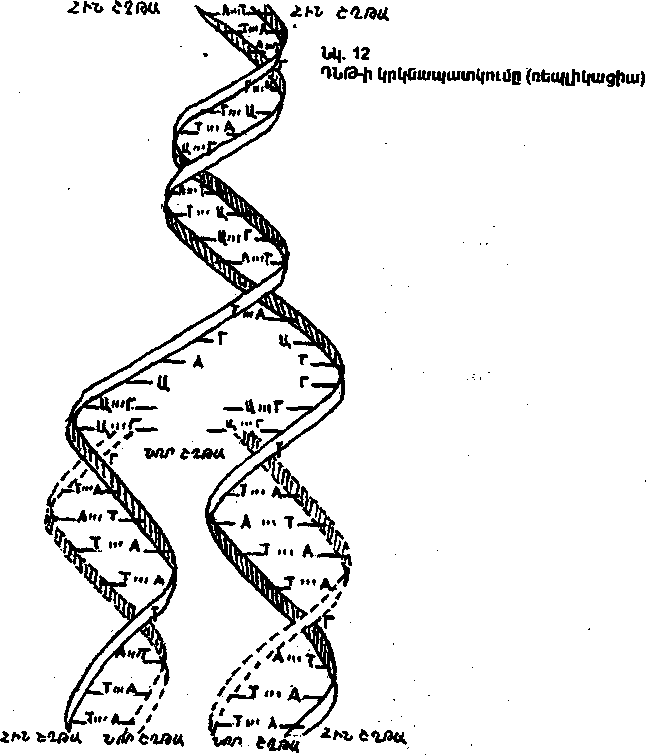 ՀԻՆ ՇՂԹԱ ՀԻՆ ՇՂԹԱ
Նկ. 12
ԴՆԹ-ի կրկնապատկումը (ռեպլիկացիա)
Ա Տ
Տ Ա
Գ Ц
Տ Ա
Ц Գ
Ա Տ
Գ Ц
Ц Գ
Ա Տ
Տ Ա
Գ Ц
Ա Տ
Ц Գ
Ц Գ Ц Գ
Ц Գ Ц Գ
ՆՈՐ ՇՂԹԱ
Տ Ա Տ Ա
Ա Տ Ա Տ
Տ Ա Տ Ա
Տ Ա Տ Ա
Ա Տ Ա Տ
Տ Ա Տ Ա
Տ Ա Տ Ա
ՀԻՆ ՇՂԹԱ ՆՈՐ ՇՂԹԱ ՆՈՐ ՇՂԹԱ ՀԻՆ ՇՂԹԱ